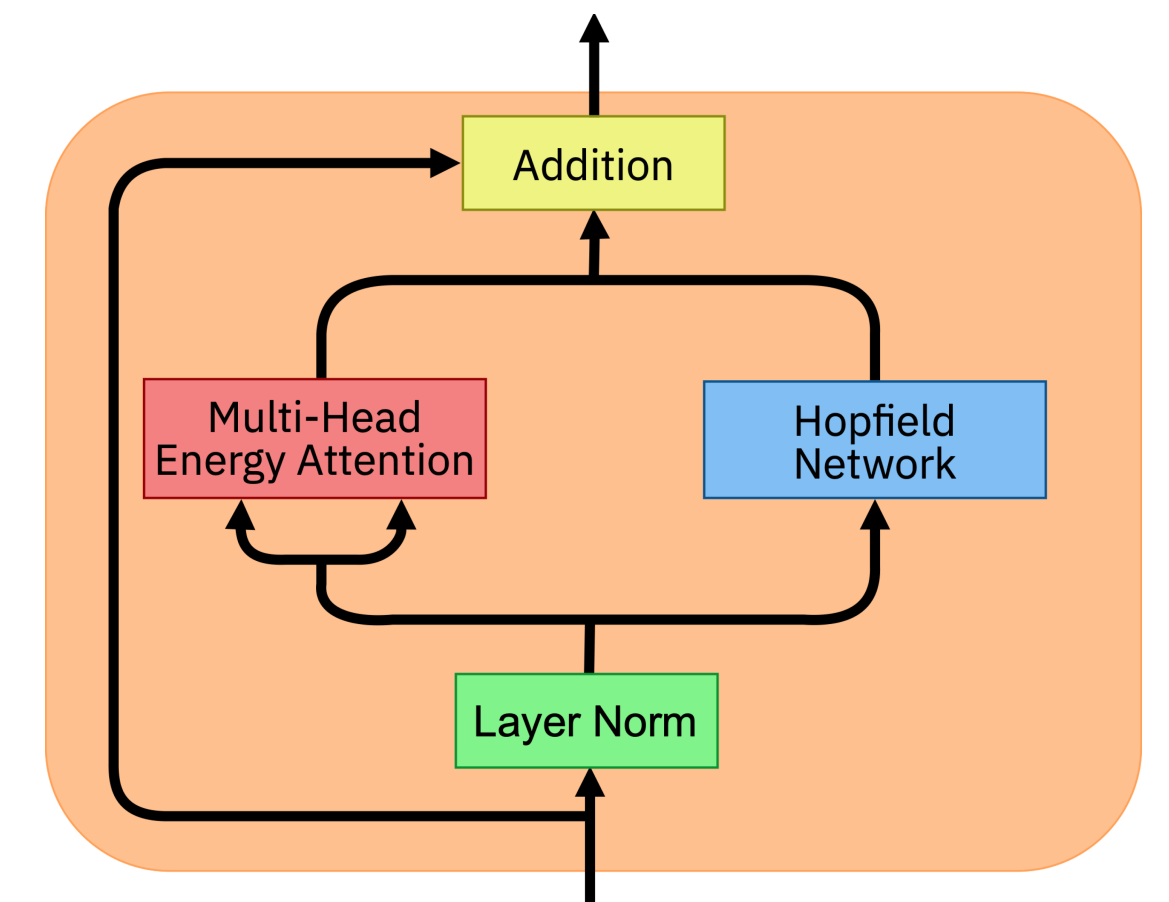 Addition
Multi-Head
Energy Attention
Hopfield
Network
Layer Norm